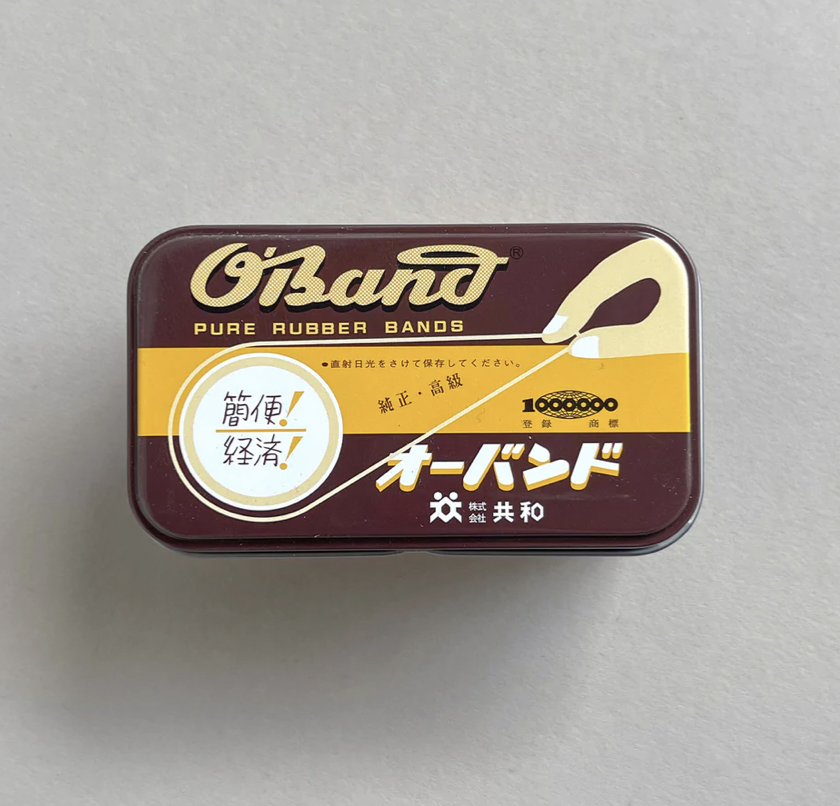 O'Band®
PURE RUBBER BANDS
●直射日光をさけて保存してください。
純正・高級
簡便!
経済!
1000000
登録 商標
オーバンド
株式会社 共和